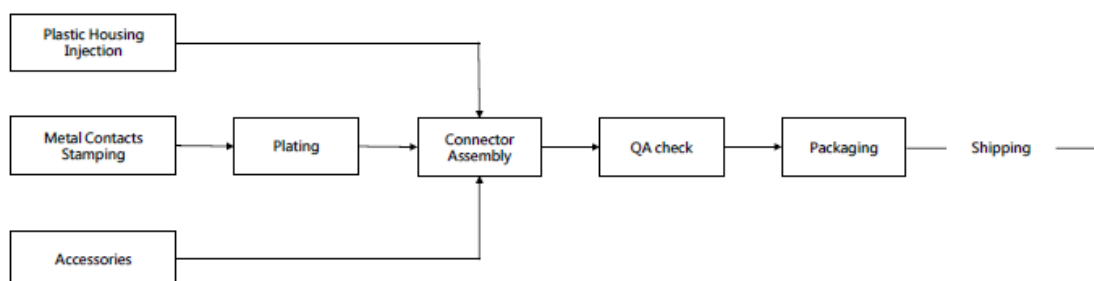 Plastic Housing
Injection
Metal Contacts
Stamping
Plating
Connector
Assembly
QA check
Packaging
Shipping
Accessories